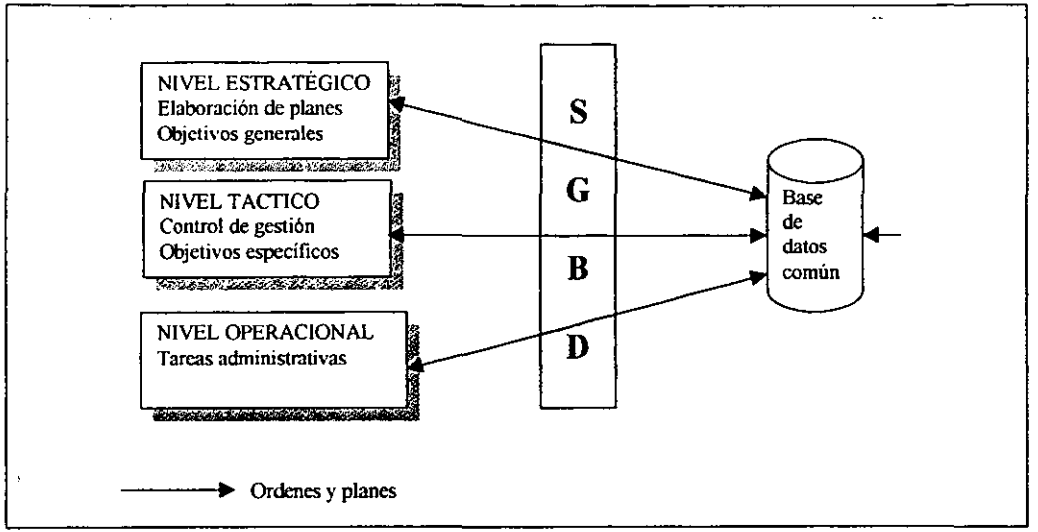 NIVEL ESTRATÉGICO
Elaboración de planes
Objetivos generales
NIVEL TACTICO
Control de gestión
Objetivos específicos
NIVEL OPERACIONAL
Tareas administrativas
S
G
B
D
Base
de
datos
común
Ordenes y planes